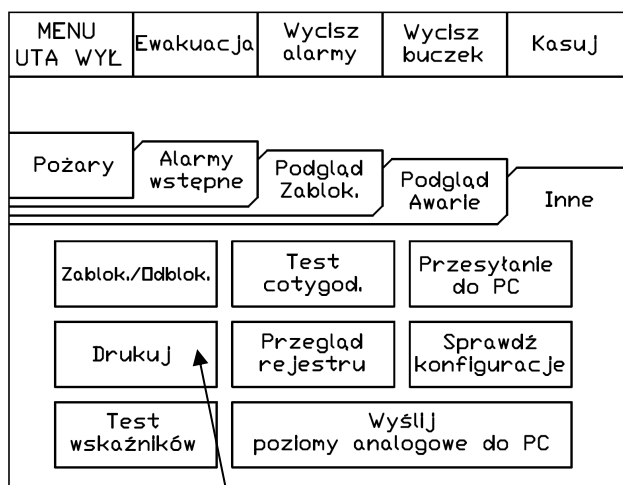 MENU
UTA WYŁ
Ewakuacja
Wycisz
alarmy
Wycisz
buczek
Kasuj
Pożary
Alarmy
wstępne
Podgląd
Zablok.
Podgląd
Awarie
Inne
Zablok./Odblok.
Test
cotygod.
Przesyłanie
do PC
Drukuj
Przegląd
rejestru
Sprawdź
konfiguracje
Test
wskaźników
Wyślij
poziomy analogowe do PC